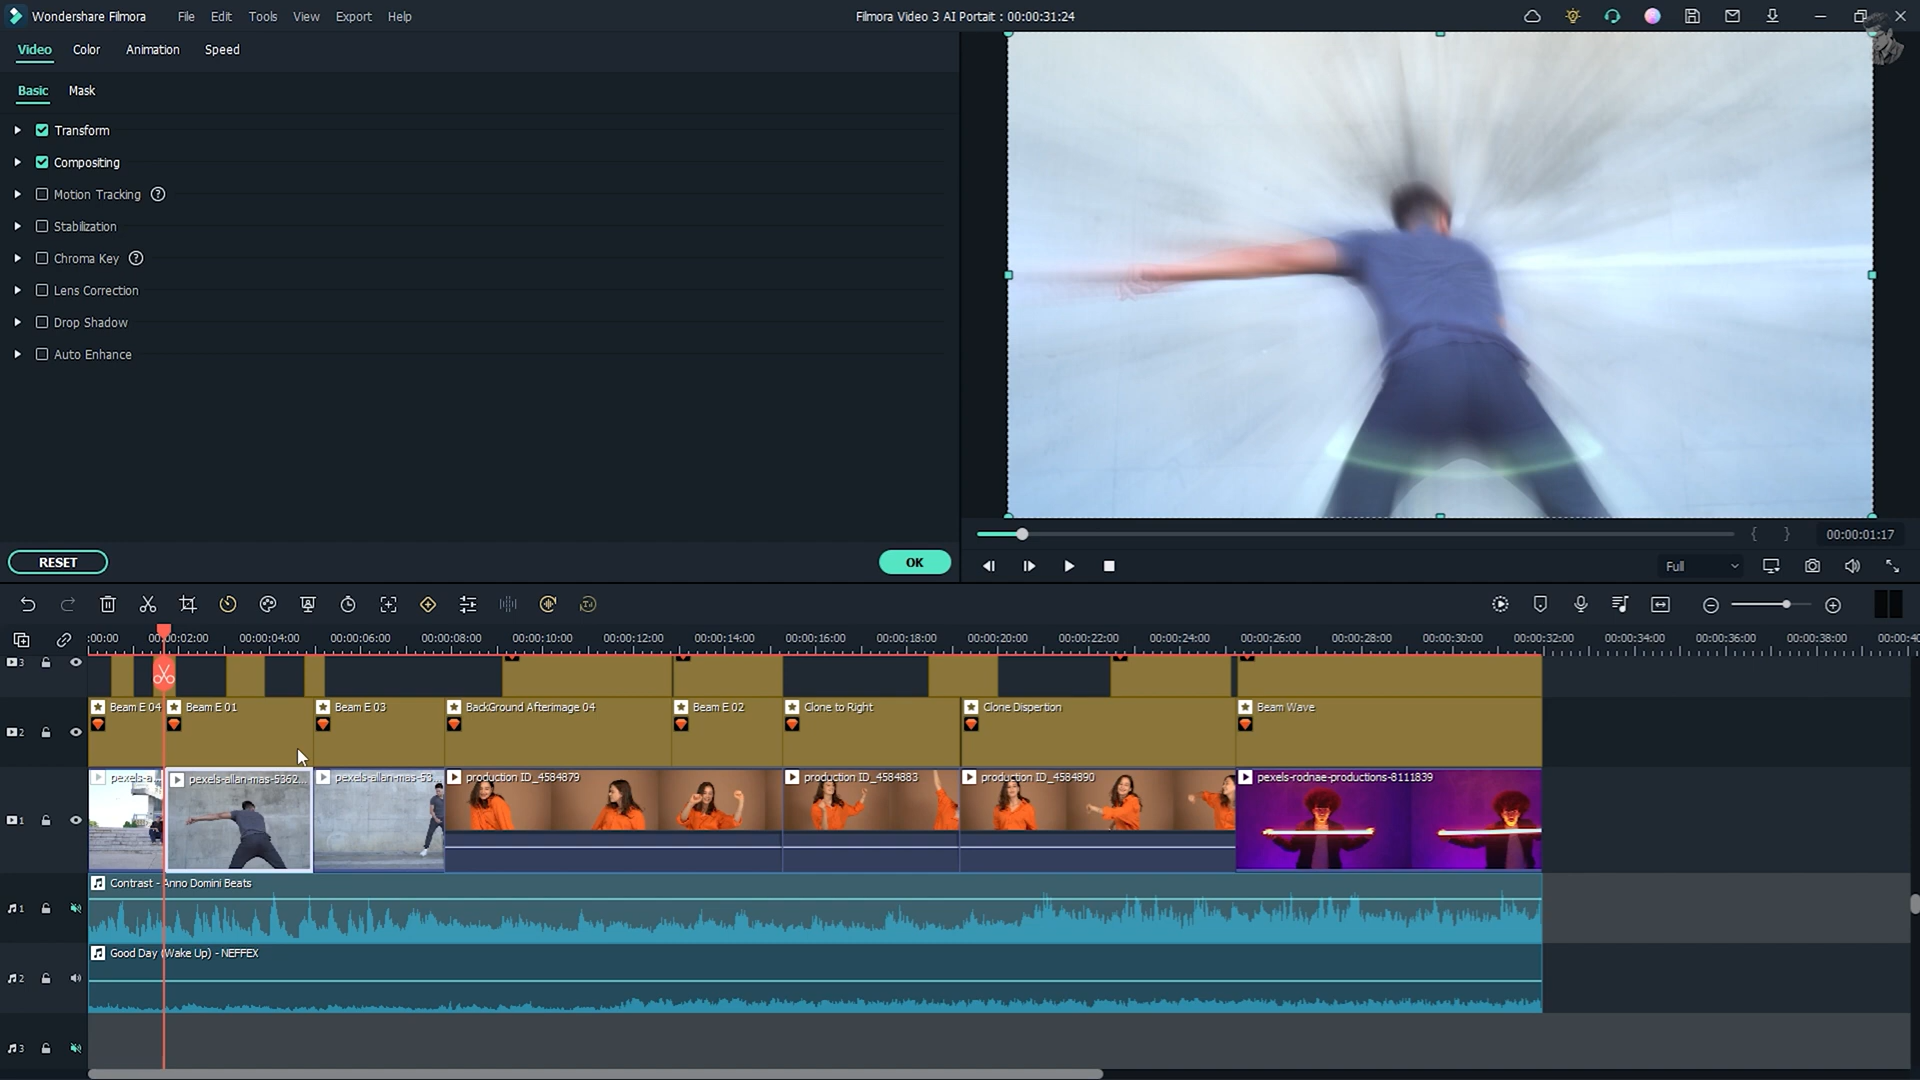 Wondershare Filmora File Edit Tools View Export Help Filmora Video 3 AI Portait : 00:00:31:24
Video Color Animation Speed
Basic Mask
Transform
Compositing
Motion Tracking ?
Stabilization
Chroma Key ?
Lens Correction
Drop Shadow
Auto Enhance
{ } 00:00:01:17
RESET OK
Full
:00:00 00:00:02:00 00:00:04:00 00:00:06:00 00:00:08:00 00:00:10:00 00:00:12:00 00:00:14:00 00:00:16:00 00:00:18:00 00:00:20:00 00:00:22:00 00:00:24:00 00:00:26:00 00:00:28:00 00:00:30:00 00:00:32:00 00:00:34:00 00:00:36:00 00:00:38:00 00:00:40
3
Beam E 04 Beam E 01 Beam E 03 BackGround Afterimage 04 Beam E 02 Clone to Right Clone Dispertion Beam Wave
2
pexels-a... pexels-allan-mas-5362... pexels-allan-mas-53... production ID_4584879 production ID_4584883 production ID_4584890 pexels-rodnae-productions-8111839
1
Contrast - Anno Domini Beats
1
Good Day (Wake Up) - NEFFEX
2
3